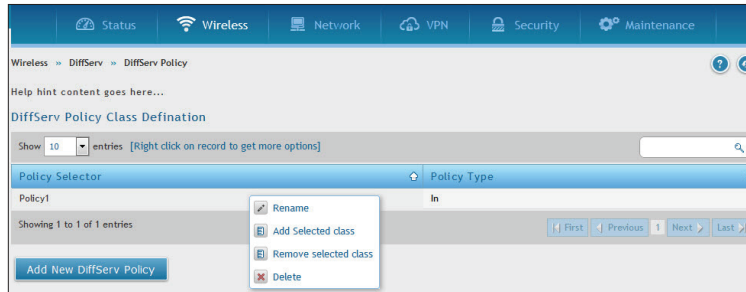 Status Wireless Network VPN Security Maintenance
Wireless » DiffServ » DiffServ Policy
Help hint content goes here...
DiffServ Policy Class Defination
Show 10 entries [Right click on record to get more options]
Policy Selector Policy Type
Policy1 In
Rename
Add Selected class
Remove selected class
Delete
Showing 1 to 1 of 1 entries First Previous 1 Next Last
Add New DiffServ Policy